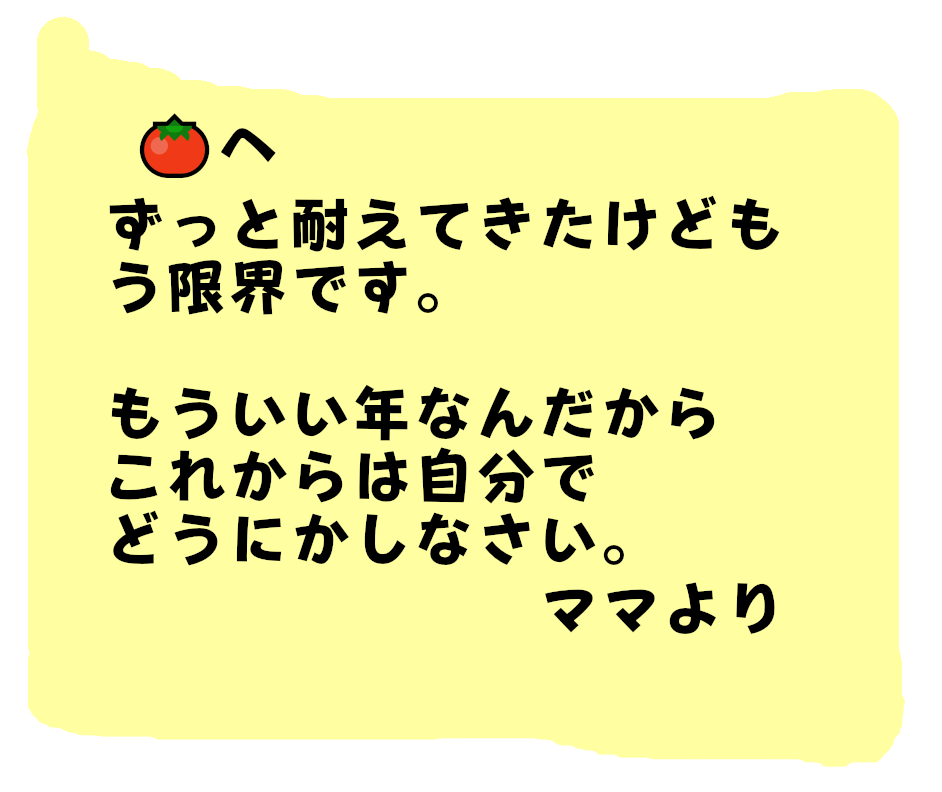 🍅へ
ずっと耐えてきたけども
う限界です。
もういい年なんだから
これからは自分で
どうにかしなさい。
ママより